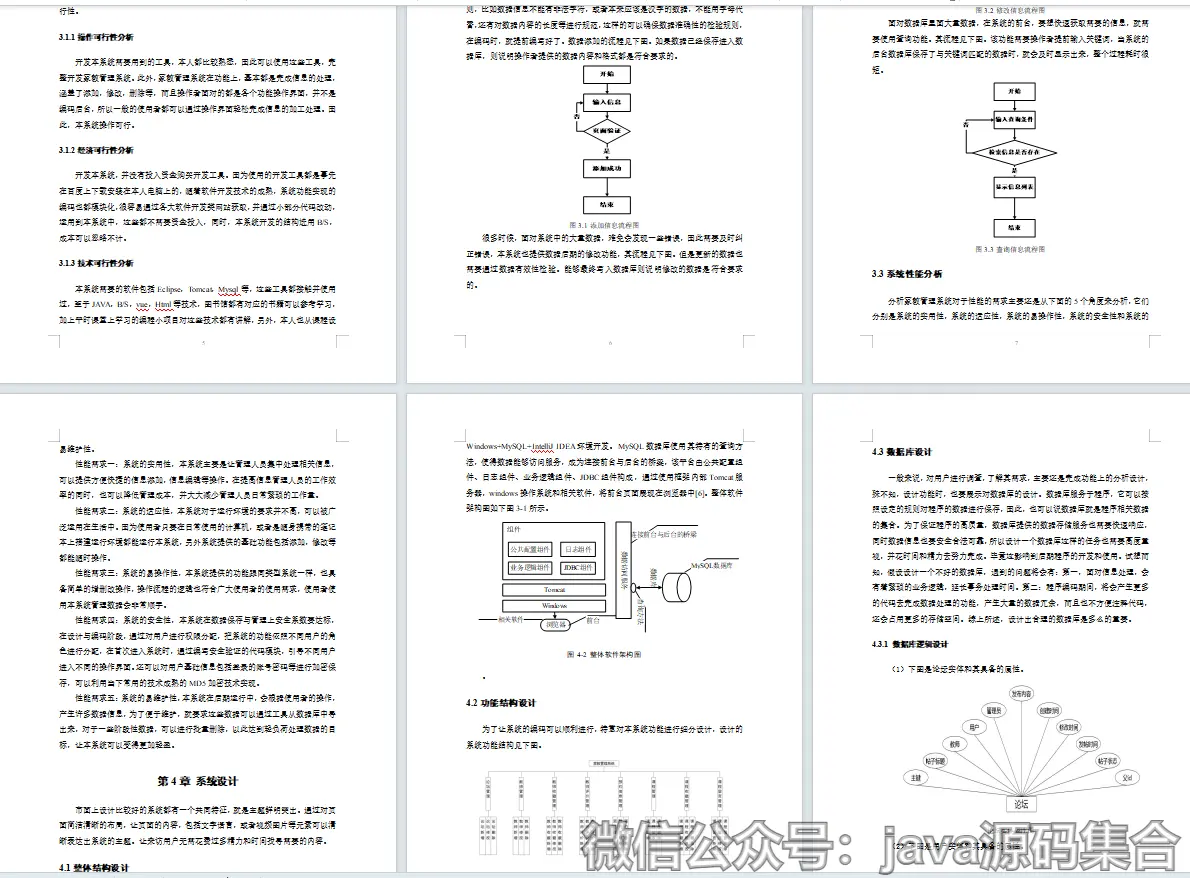 行性。
3.1.1 操作可行性分析
开发本系统需要用到的工具，本人都比较熟悉，因此可以使用这些工具，完
整开发家教管理系统。此外，家教管理系统在功能上，基本都是完成信息的处理，
涵盖了添加，修改，删除等，而且操作者面对的都是各个功能操作界面，并不是
编码后台，所以一般的使用者都可以通过操作界面轻松完成信息的加工处理。因
此，本系统操作可行。
3.1.2 经济可行性分析
开发本系统，并没有投入资金购买开发工具。因为使用的开发工具都是事先
在百度上下载安装在本人电脑上的，随着软件开发技术的成熟，系统功能实现的
编码也都模块化，很容易通过各大软件开发类网站获取，并通过小部分代码改动，
运用到本系统中，这些都不需要资金投入，同时，本系统开发的结构选用 B/S，
成本可以忽略不计。
3.1.3 技术可行性分析
本系统需要的软件包括 Eclipse，Tomcat，Mysql 等，这些工具都接触并使用
过，至于 JAVA，B/S，vue，Html 等技术，图书馆都有对应的书籍可以参考学习，
加上平时课堂上学习的编程小项目对这些技术都有讲解，另外，本人也从课程设
5
则，比如数据信息不能有非法字符，或者本来应该是汉字的数据，不能用字母代
替，还有对数据内容的长度等进行规范，这样的可以确保数据准确性的检验规则，
在编码时，就提前编写好了。数据添加的流程见下图。如果数据已经保存进入数
据库，则说明操作者提供的数据内容和格式都是符合要求的。
开始
输入信息
否
页面验证
是
添加成功
结束
图 3.1 添加信息流程图
很多时候，面对系统中的大量数据，难免会发现一些错误，因此需要及时纠
正错误，本系统也提供数据后期的修改功能，其流程见下图。但是更新的数据也
需要通过数据有效性检验。能够最终写入数据库则说明修改的数据是符合要求
的。
6
图 3.2 修改信息流程图
面对数据库里面大量数据，在系统的前台，要想快速获取需要的信息，就需
要使用查询功能。其流程见下图。该功能需要操作者提前输入关键词，当系统的
后台数据库保存了与关键词匹配的数据时，就会及时显示出来，整个过程耗时很
短。
开始
否
输入查询条件
检索信息是否存在
是
显示信息列表
结束
图 3.3 查询信息流程图
3.3 系统性能分析
分析家教管理系统对于性能的需求主要还是从下面的 5 个角度来分析，它们
分别是系统的实用性，系统的适应性，系统的易操作性，系统的安全性和系统的
7
易维护性。
性能需求一：系统的实用性，本系统主要是让管理人员集中处理相关信息，
可以提供方便快捷的信息添加，信息编辑等操作。在提高信息管理人员的工作效
率的同时，也可以降低管理成本，并大大减少管理人员日常繁琐的工作量。
性能需求二：系统的适应性，本系统对于运行环境的要求并不高，可以被广
泛运用在生活中。因为使用者只要在日常使用的计算机，或者是随身携带的笔记
本上搭建运行环境都能运行本系统，另外系统提供的基础功能包括添加，修改等
都能随时操作。
性能需求三：系统的易操作性，本系统提供的功能跟同类型系统一样，也具
备简单的增删改操作，操作流程的逻辑也符合广大使用者的使用需求，使用者使
用本系统管理数据会非常顺手。
性能需求四：系统的安全性，本系统在数据保存与管理上安全系数要达标，
在设计与编码阶段，通过对用户进行权限分配，把系统的功能依照不同用户的角
色进行分配，在首次进入系统时，通过编写安全验证的代码模块，引导不同用户
进入不同的操作界面。还可以对用户基础信息包括登录的账号密码等进行加密保
存，可以利用当下常用的技术成熟的 MD5 加密技术实现。
性能需求五：系统的易维护性，本系统在后期运行中，会根据使用者的操作，
产生许多数据信息，为了便于维护，就要求这些数据可以通过工具从数据库中导
出来，对于一些阶段性数据，可以进行批量删除，以此达到轻负荷处理数据的目
标，让本系统可以变得更加轻盈。
第 4 章 系统设计
市面上设计比较好的系统都有一个共同特征，就是主题鲜明突出。通过对页
面简洁清晰的布局，让页面的内容，包括文字语言，或者视频图片等元素可以清
晰表达出系统的主题。让来访用户无需花费过多精力和时间找寻需要的内容。
4.1 整体结构设计
Windows+MySQL+IntelliJ IDEA 环境开发。MySQL 数据库使用其特有的查询方
法，使得数据能够访问服务，成为连接前台与后台的桥梁，该平台由公共配置组
件、日志组件、业务逻辑组件、JDBC 组件构成，通过使用框架内部 Tomcat 服
务器，windows 操作系统和相关软件，将前台页面展现在浏览器中[6]。整体软件
架构图如下图 3-1 所示。
组件
公共配置组件
日志组件
业务逻辑组件
JDBC组件
Tomcat
Windows
相关软件
浏览器
前台
数据访问服务
连接前台与后台的桥梁
数据库
MySQL数据库
查询方法
图 4-2 整体软件架构图
4.2 功能结构设计
为了让系统的编码可以顺利进行，特意对本系统功能进行细分设计，设计的
系统功能结构见下图。
4.3 数据库设计
一般来说，对用户进行调查，了解其需求，主要还是完成功能上的分析设计，
殊不知，设计功能时，也要展示对数据库的设计。数据库服务于程序，它可以按
照设定的规则对程序的数据进行保存，因此，也可以说数据库就是程序相关数据
的集合。为了保证程序的高质量，数据库提供的数据存储服务也需要快速响应，
同时数据信息也要安全合法可靠，所以设计一个数据库这样的任务也需要高度重
视，并花时间和精力去努力完成。毕竟这影响到后期程序的开发和使用。试想而
知，假设设计一个不好的数据库，遇到的问题将会有：第一，面对信息处理，会
有着繁琐的业务逻辑，延长事务处理时间。第二：程序编码期间，将会产生更多
的代码去完成数据处理的功能，产生大量的数据冗余，而且也不方便注释代码，
还会占用更多的存储空间。综上所述，设计出合理的数据库是多么的重要。
4.3.1 数据库逻辑设计
（1）下图是论坛实体和其具备的属性。
发布内容
管理员
创建时间
用户
修改时间
教师
发帖时间
帖子标题
帖子状态
主键
父id
论坛
（2）下图是用户实体和其具备的属性。
微信公众号：java源码集合